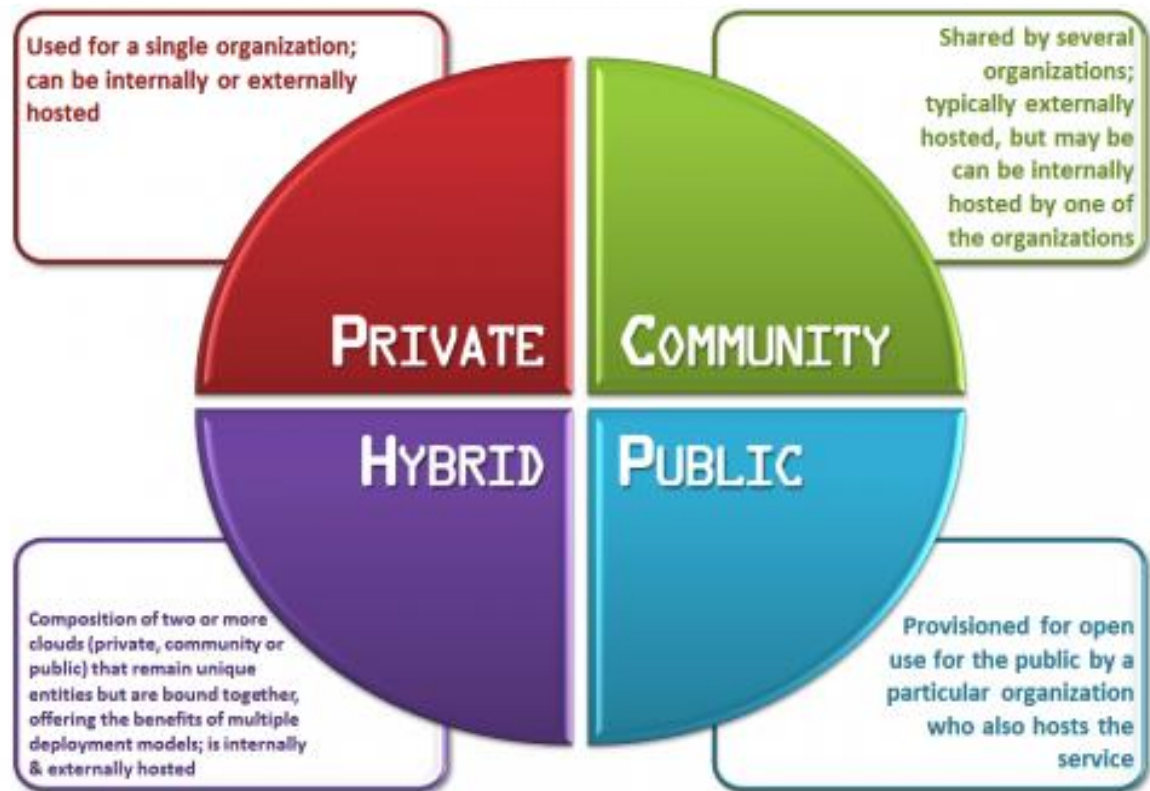 Used for a single organization;
can be internally or externally
hosted
Shared by several
organizations;
typically externally
hosted, but may be
can be internally
hosted by one of
the organizations
PRIVATE
COMMUNITY
HYBRID
PUBLIC
Composition of two or more
clouds (private, community or
public) that remain unique
entities but are bound together,
offering the benefits of multiple
deployment models; is internally
& externally hosted
Provisioned for open
use for the public by a
particular organization
who also hosts the
service